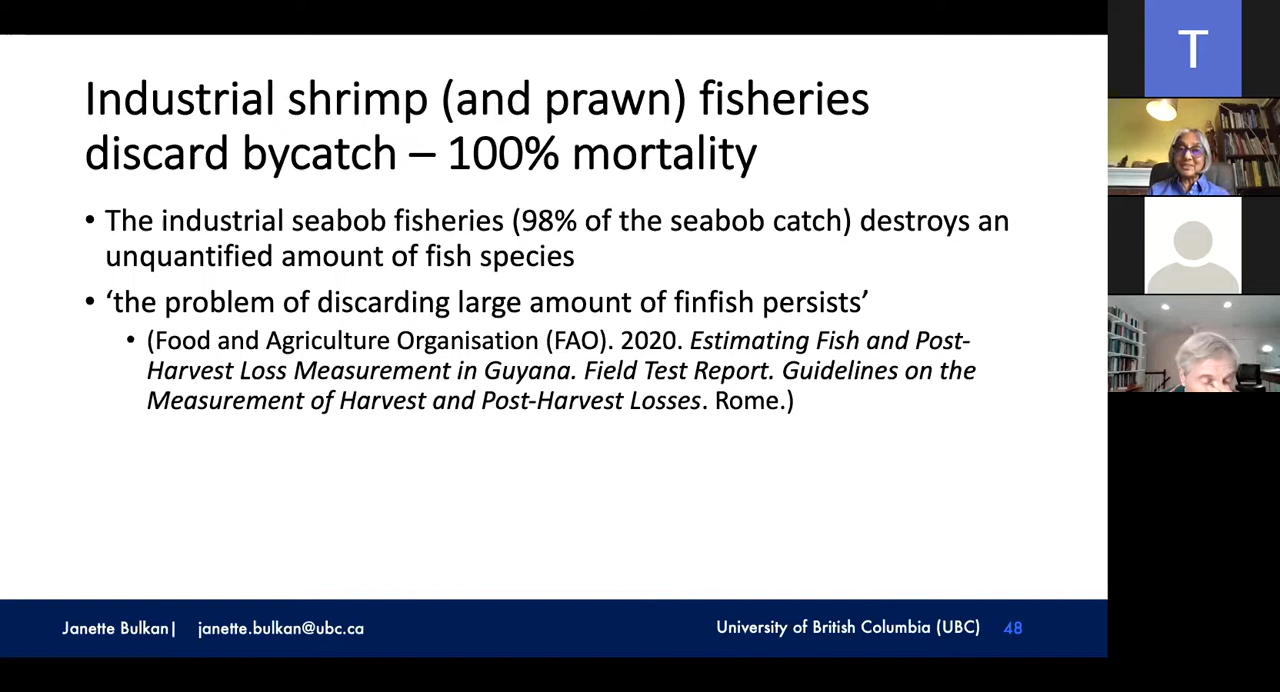 Industrial shrimp (and prawn) fisheries
discard bycatch – 100% mortality
• The industrial seabob fisheries (98% of the seabob catch) destroys an
unquantified amount of fish species
• ‘the problem of discarding large amount of finfish persists’
• (Food and Agriculture Organisation (FAO). 2020. Estimating Fish and Post-
Harvest Loss Measurement in Guyana. Field Test Report. Guidelines on the
Measurement of Harvest and Post-Harvest Losses. Rome.)
Janette Bulkan| janette.bulkan@ubc.ca
University of British Columbia (UBC) 48
T